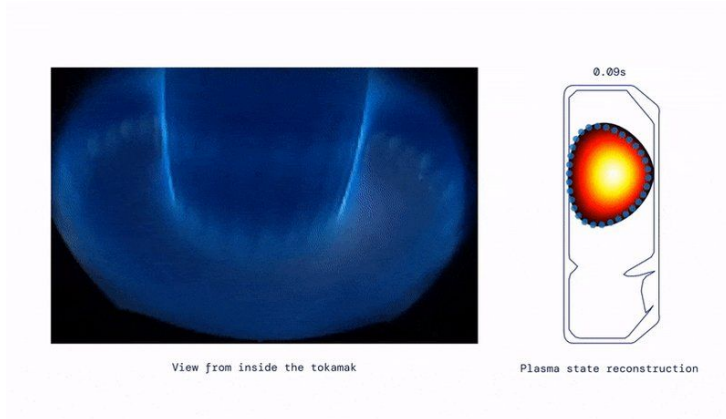 0.09s
View from inside the tokamak
Plasma state reconstruction